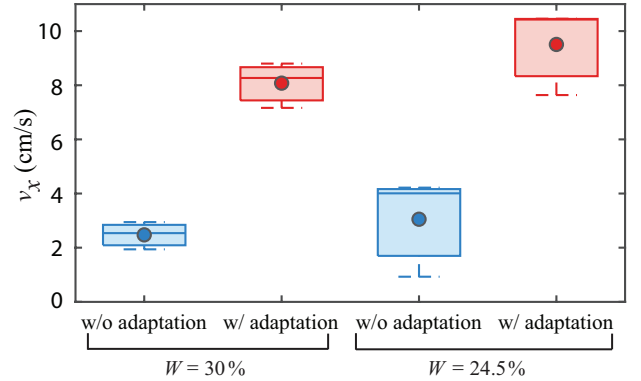 10
8
6
4
2
0
v_x (cm/s)
w/o adaptation w/ adaptation w/o adaptation w/ adaptation
W = 30% W = 24.5%